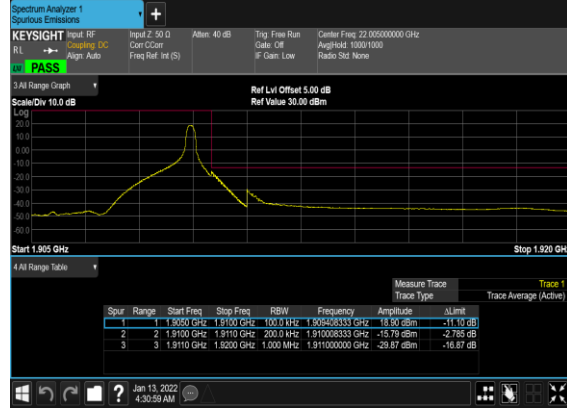 Spectrum Analyzer 1
Spurious Emissions
+
KEYSIGHT Input: RF Input Z: 50 Ω Atten: 40 dB Trig: Free Run Center Freq: 22.005000000 GHz
RL Coupling: DC Corr CCorr Gate: Off Avg|Hold: 1000/1000
Align: Auto Freq Ref: Int (S) IF Gain: Low Radio Std: None
PASS
3 All Range Graph
Ref Lvl Offset 5.00 dB
Scale/Div 10.0 dB Ref Value 30.00 dBm
Log
20.0
10.0
0.00
-10.0
-20.0
-30.0
-40.0
-50.0
-60.0
Start 1.905 GHz Stop 1.920 GHz
4 All Range Table
Measure Trace Trace 1
Trace Type Trace Average (Active)
Spur Range Start Freq Stop Freq RBW Frequency Amplitude ΔLimit
1 1 1.9050 GHz 1.9100 GHz 100.0 kHz 1.909408333 GHz 18.90 dBm -11.10 dB
2 2 1.9100 GHz 1.9110 GHz 200.0 kHz 1.910008333 GHz -15.79 dBm -2.785 dB
3 3 1.9110 GHz 1.9200 GHz 1.000 MHz 1.911000000 GHz -29.87 dBm -16.87 dB
? Jan 13, 2022
4:30:59 AM